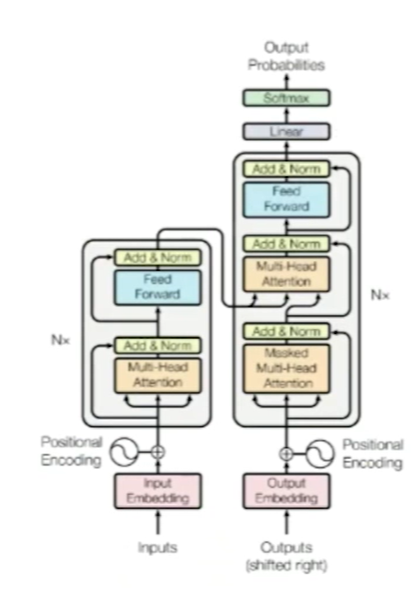 Output
Probabilities
Softmax
Linear
Add & Norm
Feed
Forward
Add & Norm
Multi-Head
Attention
Nx
Add & Norm
Masked
Multi-Head
Attention
Add & Norm
Feed
Forward
Nx
Add & Norm
Multi-Head
Attention
Positional
Encoding
Positional
Encoding
Input
Embedding
Output
Embedding
Inputs
Outputs
(shifted right)